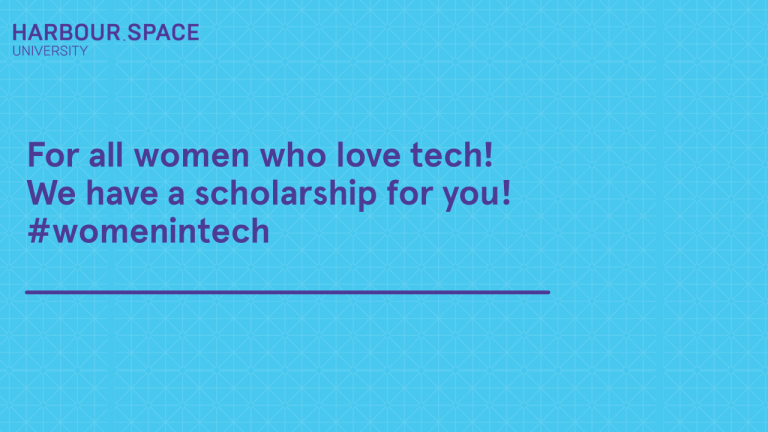 HARBOUR.SPACE
UNIVERSITY
For all women who love tech!
We have a scholarship for you!
#womenintech